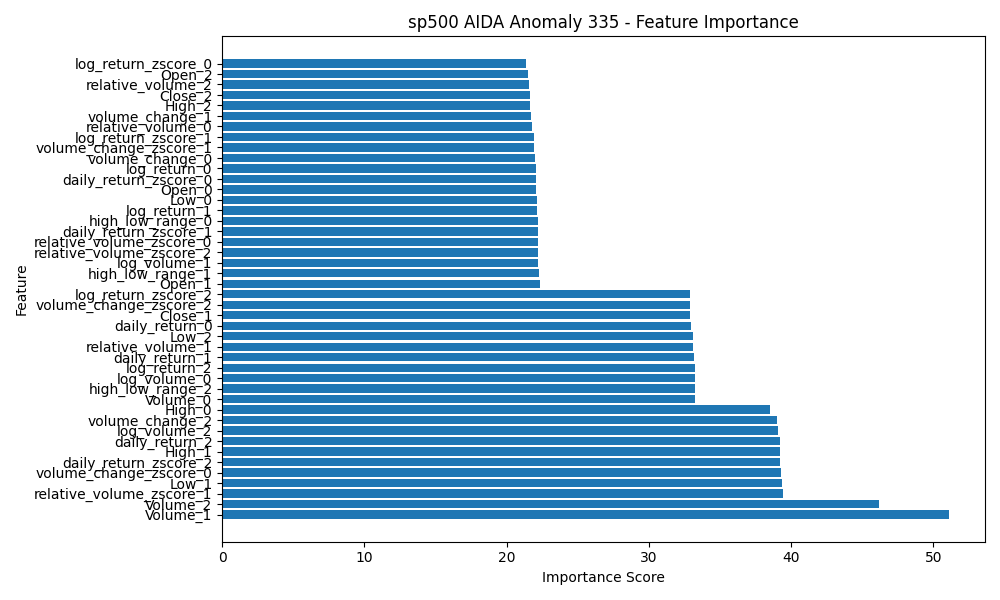 sp500 AIDA Anomaly 335 - Feature Importance
log_return_zscore_0
Open_2
relative_volume_2
Close_2
High_2
volume_change_1
relative_volume_0
log_return_zscore_1
volume_change_zscore_1
volume_change_0
log_return_0
daily_return_zscore_0
Open_0
Low_0
log_return_1
high_low_range_0
daily_return_zscore_1
relative_volume_zscore_0
relative_volume_zscore_2
log_volume_1
high_low_range_1
Open_1
log_return_zscore_2
volume_change_zscore_2
Close_1
daily_return_0
Low_2
relative_volume_1
daily_return_1
log_return_2
log_volume_0
high_low_range_2
Volume_0
High_0
volume_change_2
log_volume_2
daily_return_2
High_1
daily_return_zscore_2
volume_change_zscore_0
Low_1
relative_volume_zscore_1
Volume_2
Volume_1
Feature
0 10 20 30 40 50
Importance Score